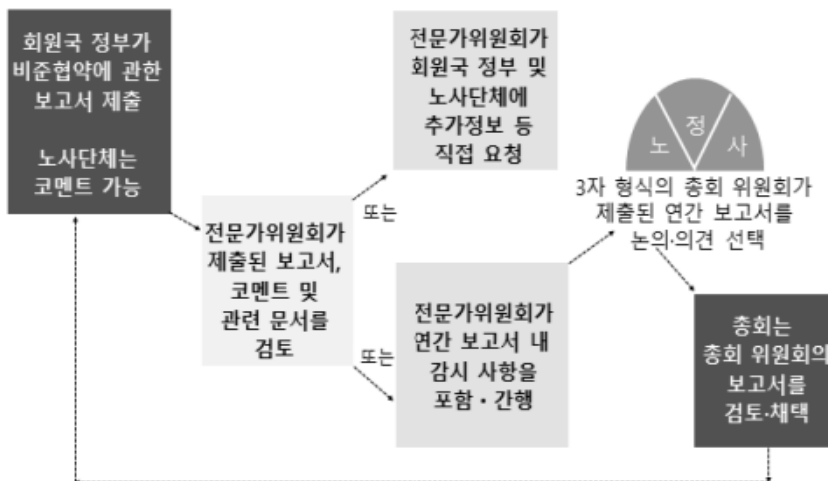 회원국 정부가
비준협약에 관한
보고서 제출
노사단체는
코멘트 가능
전문가위원회가
제출된 보고서,
코멘트 및
관련 문서를
검토
또는
전문가위원회가
회원국 정부 및
노사단체에
추가정보 등
직접 요청
또는
전문가위원회가
연간 보고서 내
감시 사항을
포함·간행
노 정 사
3자 형식의 총회 위원회가
제출된 연간 보고서를
논의·의견 선택
총회는
총회 위원회의
보고서를
검토·채택